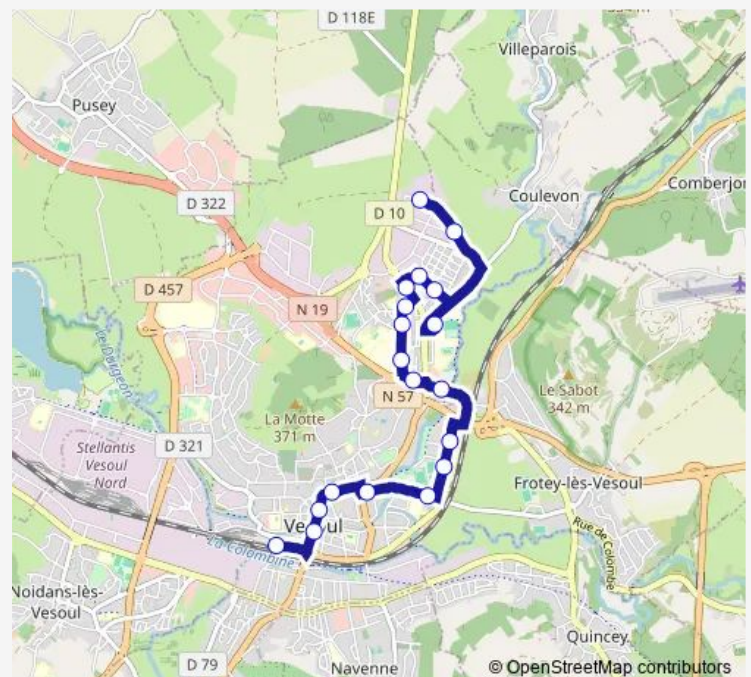 D 118E
Villeparois
Pusey
Coulevon
D 322
D 10
D 457
N 19
le Durgeon
Le Sabot
342 m
N 57
La Motte
371 m
D 321
Stellantis
Vesoul
Nord
Frotey-lès-Vesoul
Vesoul
La Colombine
Rue de Colombe
Noidans-lès-
Vesoul
Quincey
D 79
Navenne
© OpenStreetMap contributors